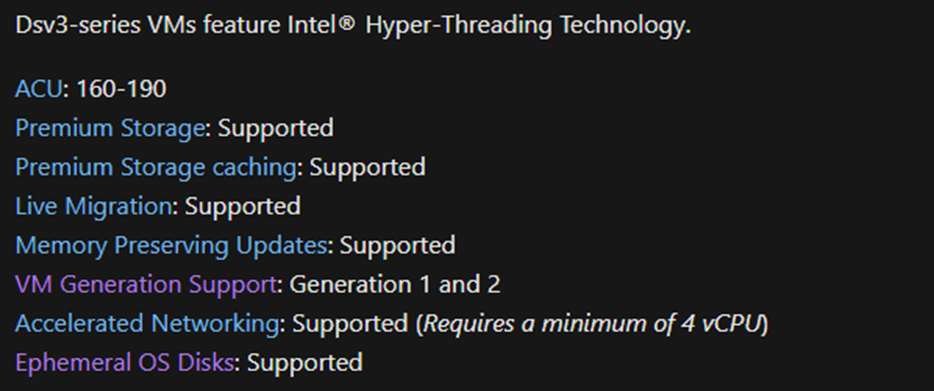 Dsv3-series VMs feature Intel® Hyper-Threading Technology.
ACU: 160-190
Premium Storage: Supported
Premium Storage caching: Supported
Live Migration: Supported
Memory Preserving Updates: Supported
VM Generation Support: Generation 1 and 2
Accelerated Networking: Supported (Requires a minimum of 4 vCPU)
Ephemeral OS Disks: Supported